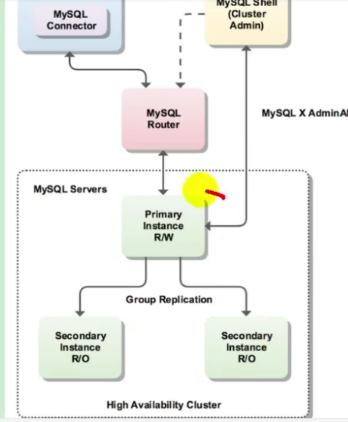 MySQL
Connector
MySQL Shell
(Cluster
Admin)
MySQL
Router
MySQL X AdminA
MySQL Servers
Primary
Instance
R/W
Group Replication
Secondary
Instance
R/O
Secondary
Instance
R/O
High Availability Cluster